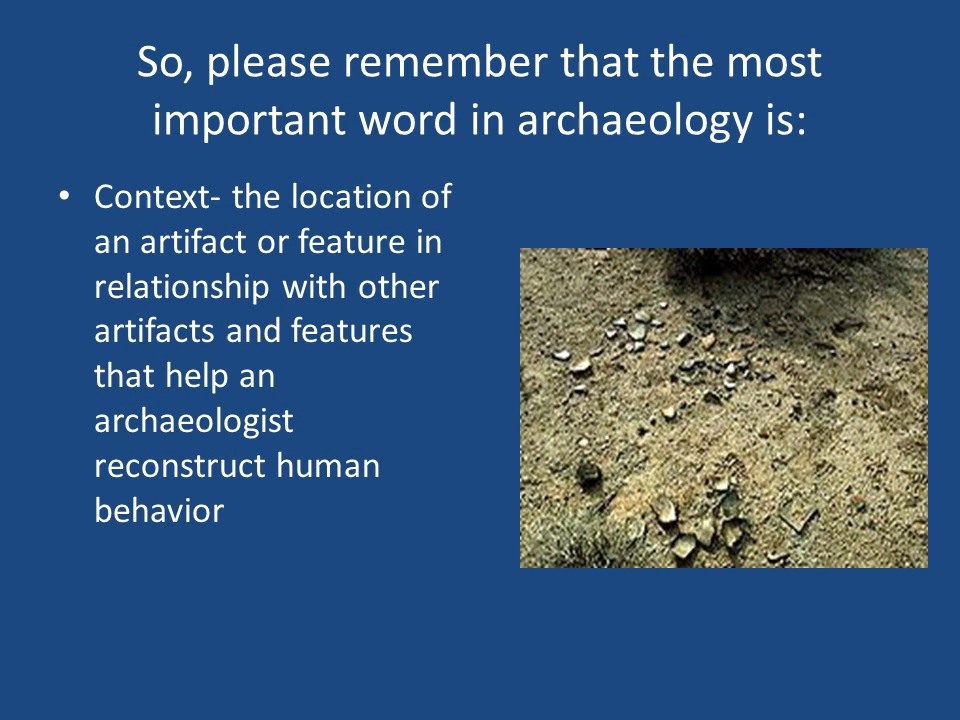 So, please remember that the most
important word in archaeology is:
• Context- the location of
an artifact or feature in
relationship with other
artifacts and features
that help an
archaeologist
reconstruct human
behavior